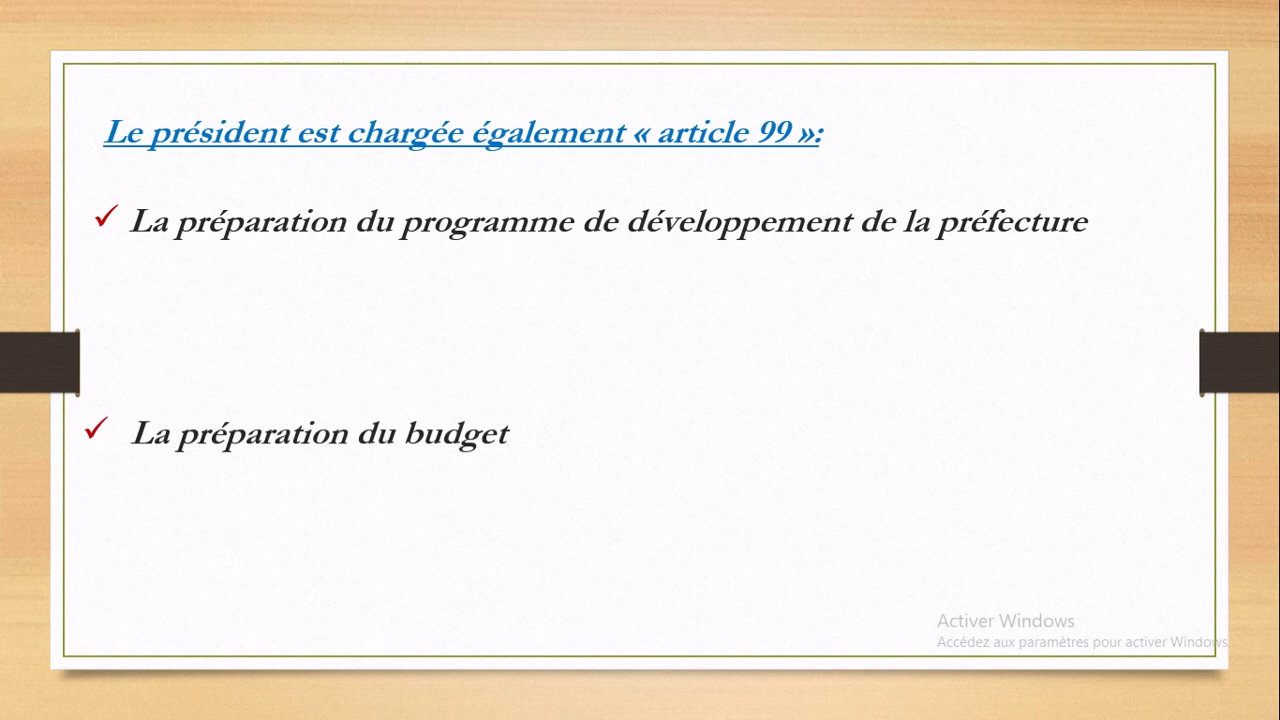 Le président est chargée également « article 99 »:
✓ La préparation du programme de développement de la préfecture
✓ La préparation du budget
Activer Windows
Accédez aux paramètres pour activer Windows.